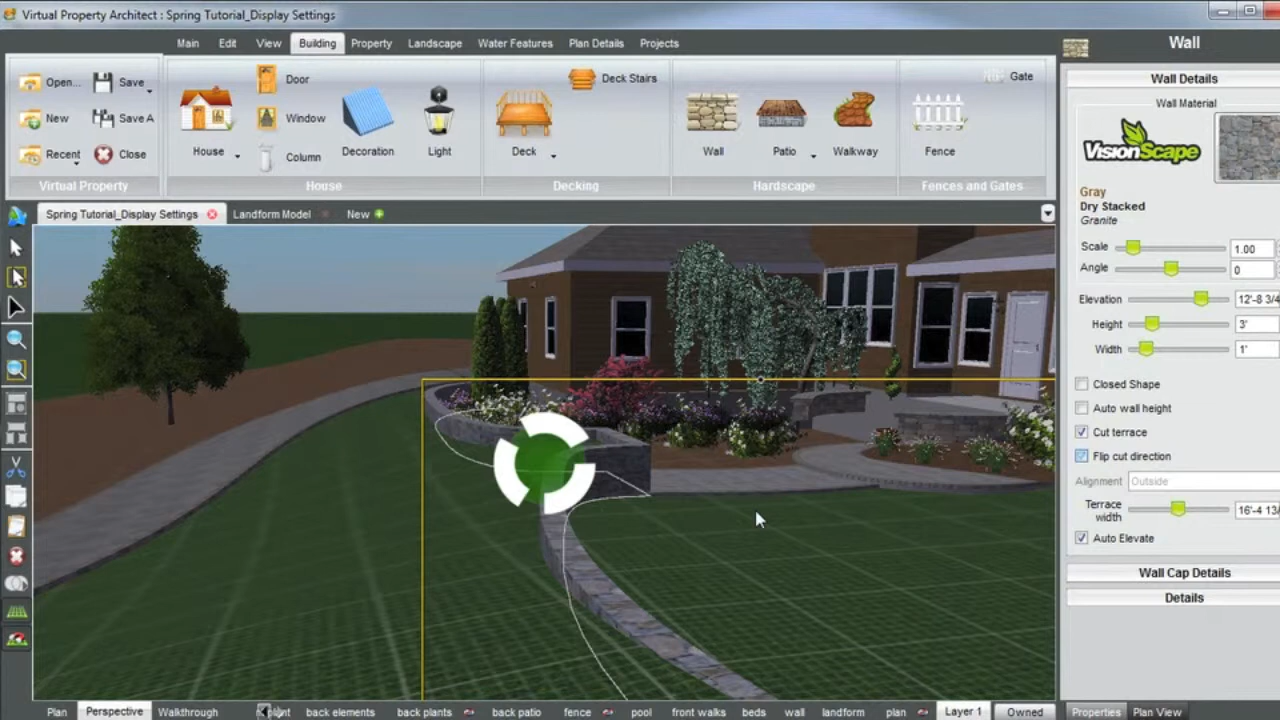 Virtual Property Architect : Spring Tutorial_Display Settings
Main Edit View Building Property Landscape Water Features Plan Details Projects
Open... Save
New Save A
Recent Close
Virtual Property
House
Door
Window
Column
Decoration
Light
House
Deck
Deck Stairs
Decking
Wall
Patio
Walkway
Hardscape
Fence
Gate
Fences and Gates
Spring Tutorial_Display Settings Landform Model New
Wall
Wall Details
Wall Material
VisionScape
Gray
Dry Stacked
Granite
Scale 1.00
Angle 0
Elevation 12'-8 3/4
Height 3'
Width 1'
Closed Shape
Auto wall height
Cut terrace
Flip cut direction
Alignment Outside
Terrace width 16'-4 13/
Auto Elevate
Wall Cap Details
Details
Plan Perspective Walkthrough back elements back plants back patio fence pool front walks beds wall landform plan Layer 1 Owned Properties Plan View